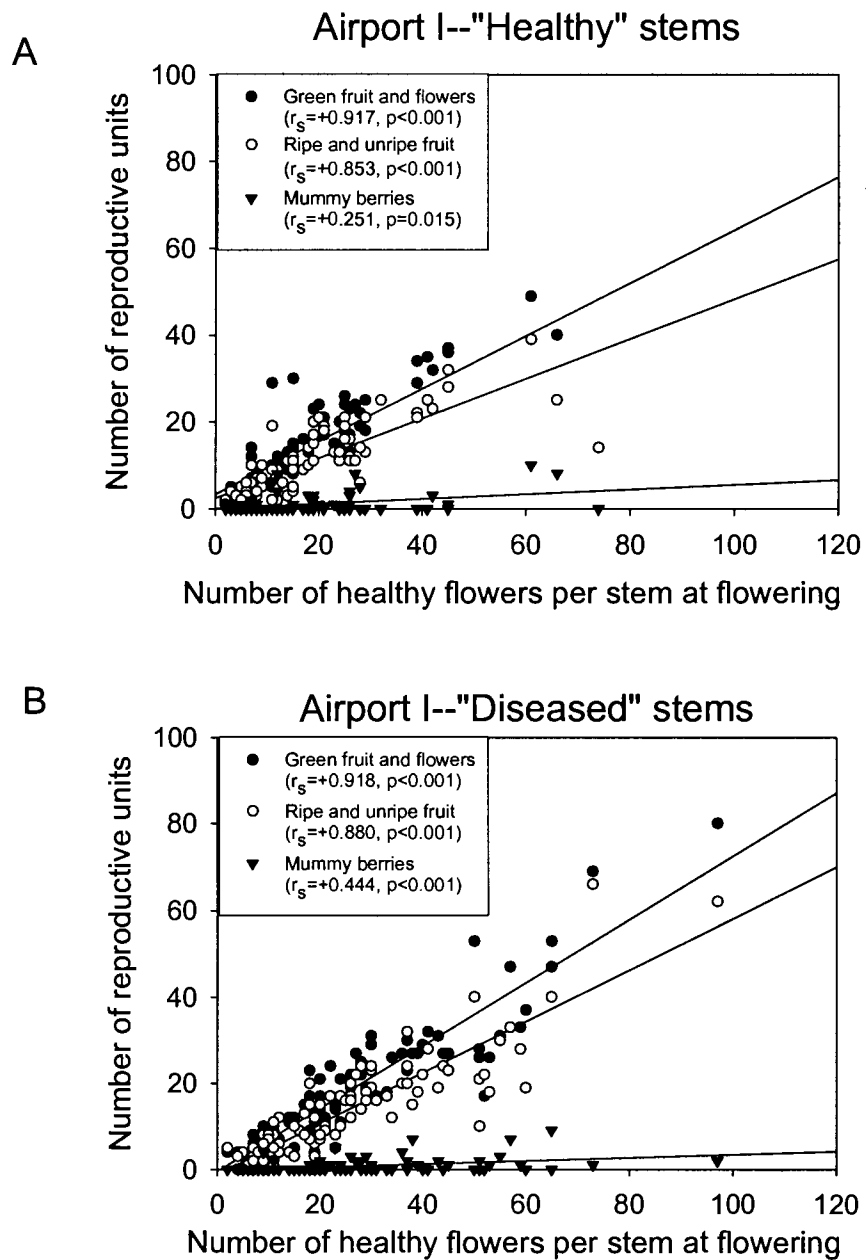 A
Airport I--"Healthy" stems
Number of reproductive units
100
80
60
40
20
0
Green fruit and flowers
(rs=+0.917, p<0.001)
Ripe and unripe fruit
(rs=+0.853, p<0.001)
Mummy berries
(rs=+0.251, p=0.015)
0 20 40 60 80 100 120
Number of healthy flowers per stem at flowering
B
Airport I--"Diseased" stems
Number of reproductive units
100
80
60
40
20
0
Green fruit and flowers
(rs=+0.918, p<0.001)
Ripe and unripe fruit
(rs=+0.880, p<0.001)
Mummy berries
(rs=+0.444, p<0.001)
0 20 40 60 80 100 120
Number of healthy flowers per stem at flowering